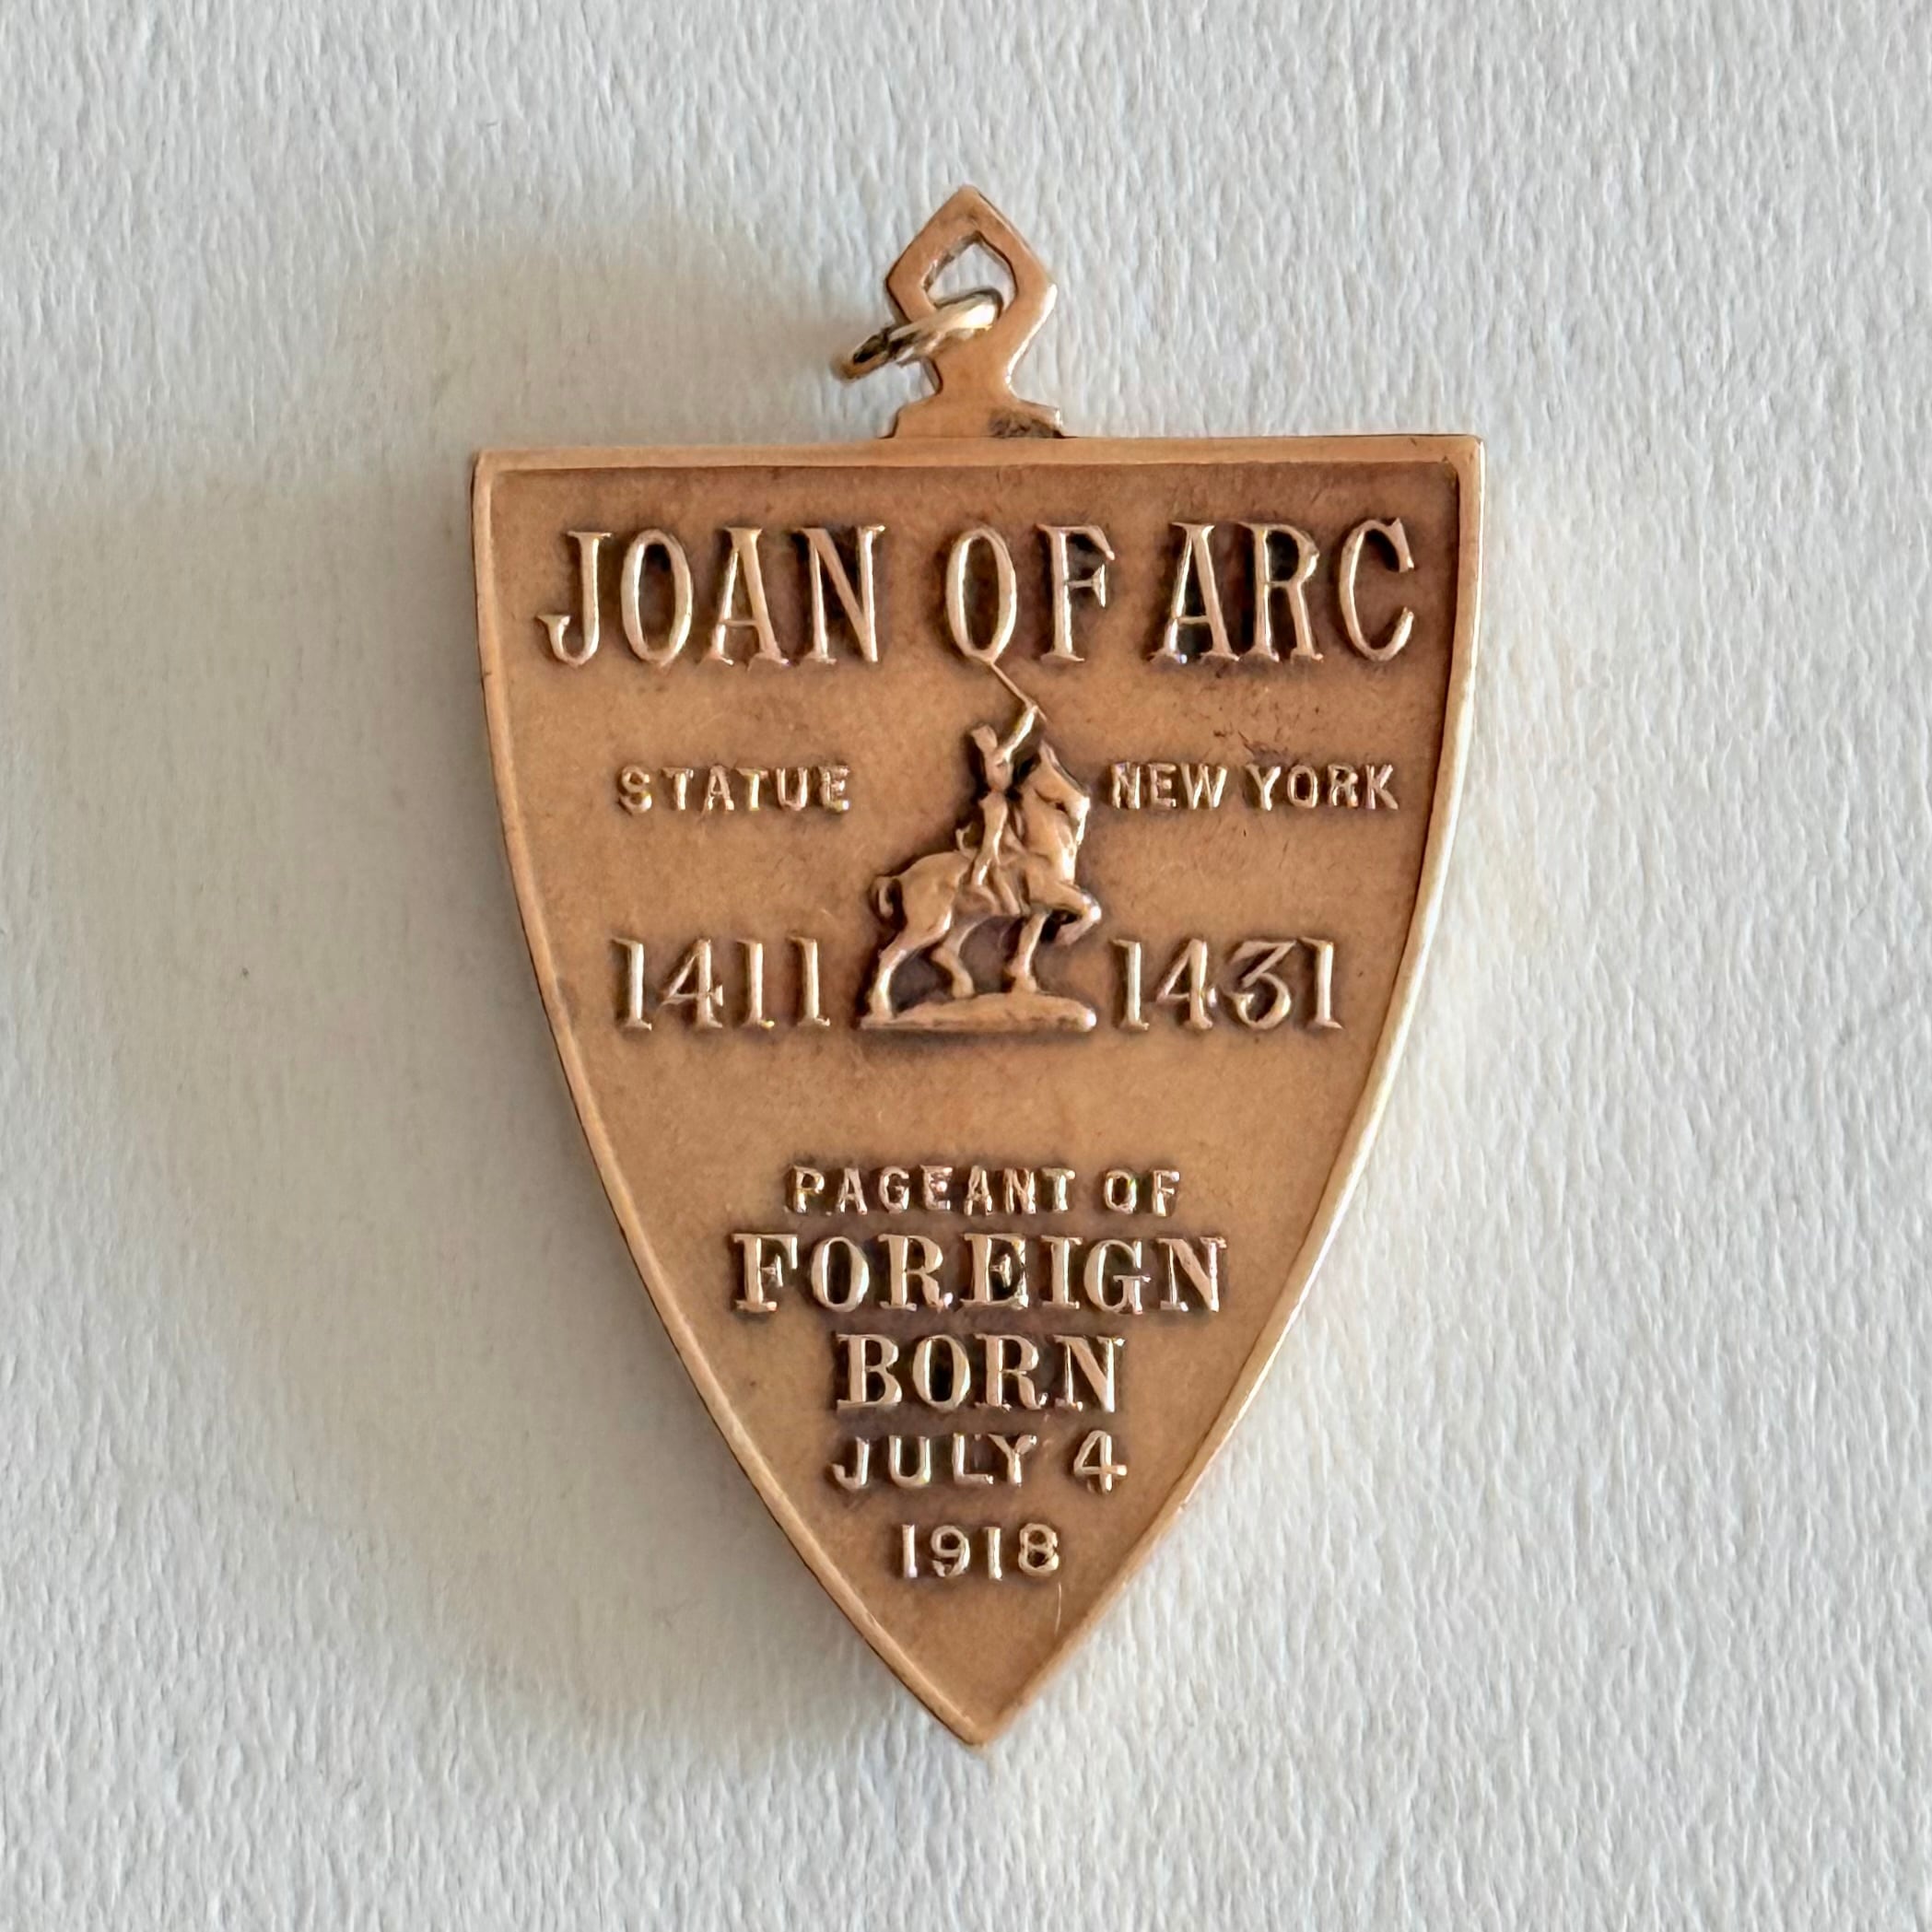 JOAN OF ARC
STATUE NEW YORK
1411 1431
PAGEANT OF
FOREIGN
BORN
JULY 4
1918